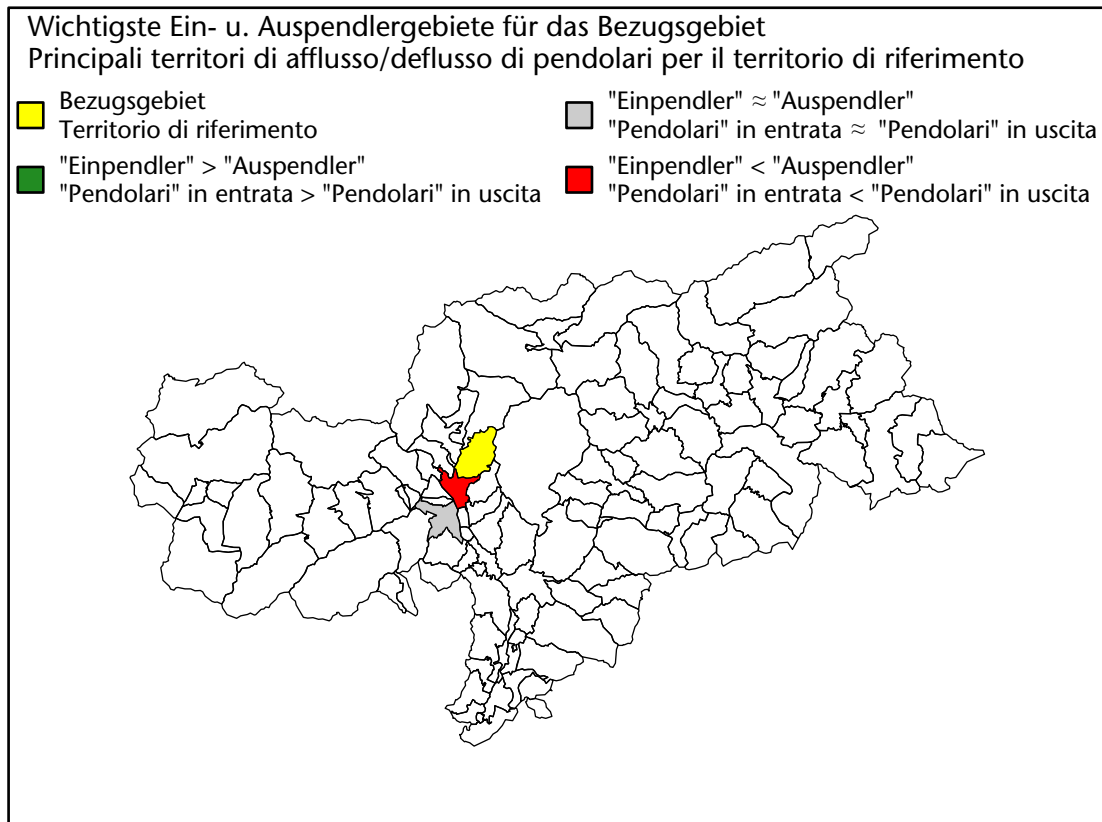 Wichtigste Ein- u. Auspendlergebiete für das Bezugsgebiet
Principali territori di afflusso/deflusso di pendolari per il territorio di riferimento
Bezugsgebiet
Territorio di riferimento
"Einpendler" > "Auspendler"
"Pendolari" in entrata > "Pendolari" in uscita
"Einpendler" ≈ "Auspendler"
"Pendolari" in entrata ≈ "Pendolari" in uscita
"Einpendler" < "Auspendler"
"Pendolari" in entrata < "Pendolari" in uscita